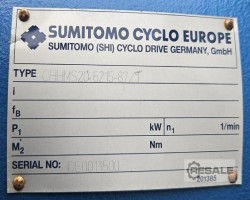 SUMITOMO CYCLO EUROPE
SUMITOMO (SHI) CYCLO DRIVE GERMANY, GmbH
TYPE
i
fB
P1 kW n1 1/min
M2 Nm
SERIAL NO:
RESALE
201385